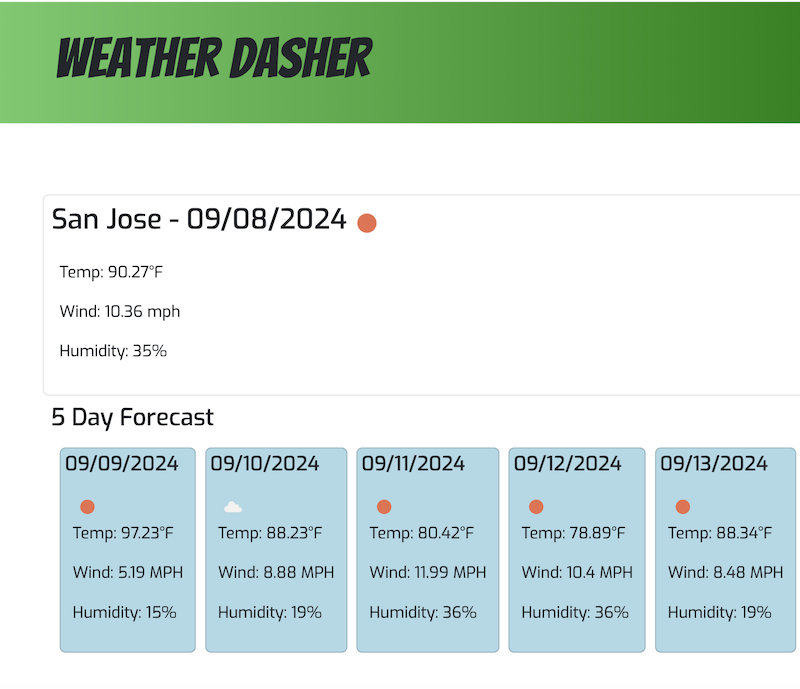 WEATHER DASHER
San Jose - 09/08/2024
Temp: 90.27°F
Wind: 10.36 mph
Humidity: 35%
5 Day Forecast
09/09/2024
Temp: 97.23°F
Wind: 5.19 MPH
Humidity: 15%
09/10/2024
Temp: 88.23°F
Wind: 8.88 MPH
Humidity: 19%
09/11/2024
Temp: 80.42°F
Wind: 11.99 MPH
Humidity: 36%
09/12/2024
Temp: 78.89°F
Wind: 10.4 MPH
Humidity: 36%
09/13/2024
Temp: 88.34°F
Wind: 8.48 MPH
Humidity: 19%